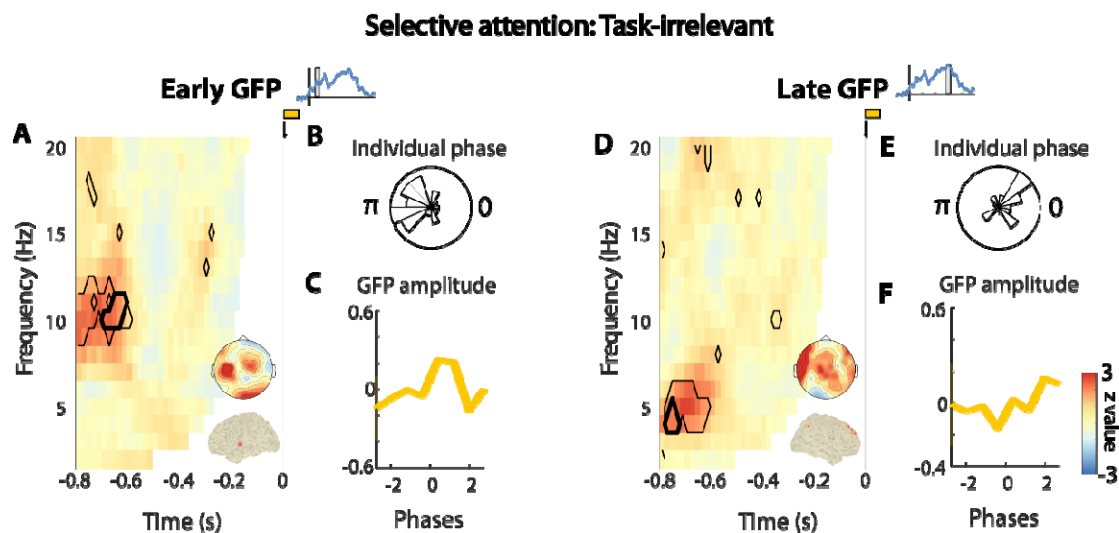 Selective attention: Task-irrelevant
Early GFP
A
Frequency (Hz)
20
15
10
5
-0.8
-0.6
-0.4
-0.2
0
Time (s)
B
Individual phase
π
0
C
GFP amplitude
0.6
0
-0.6
-2
0
2
Phases
Late GFP
D
Frequency (Hz)
20
15
10
5
-0.8
-0.6
-0.4
-0.2
0
Time (s)
E
Individual phase
π
0
F
GFP amplitude
0.6
0
-0.4
-2
0
2
Phases
3
z value
-3